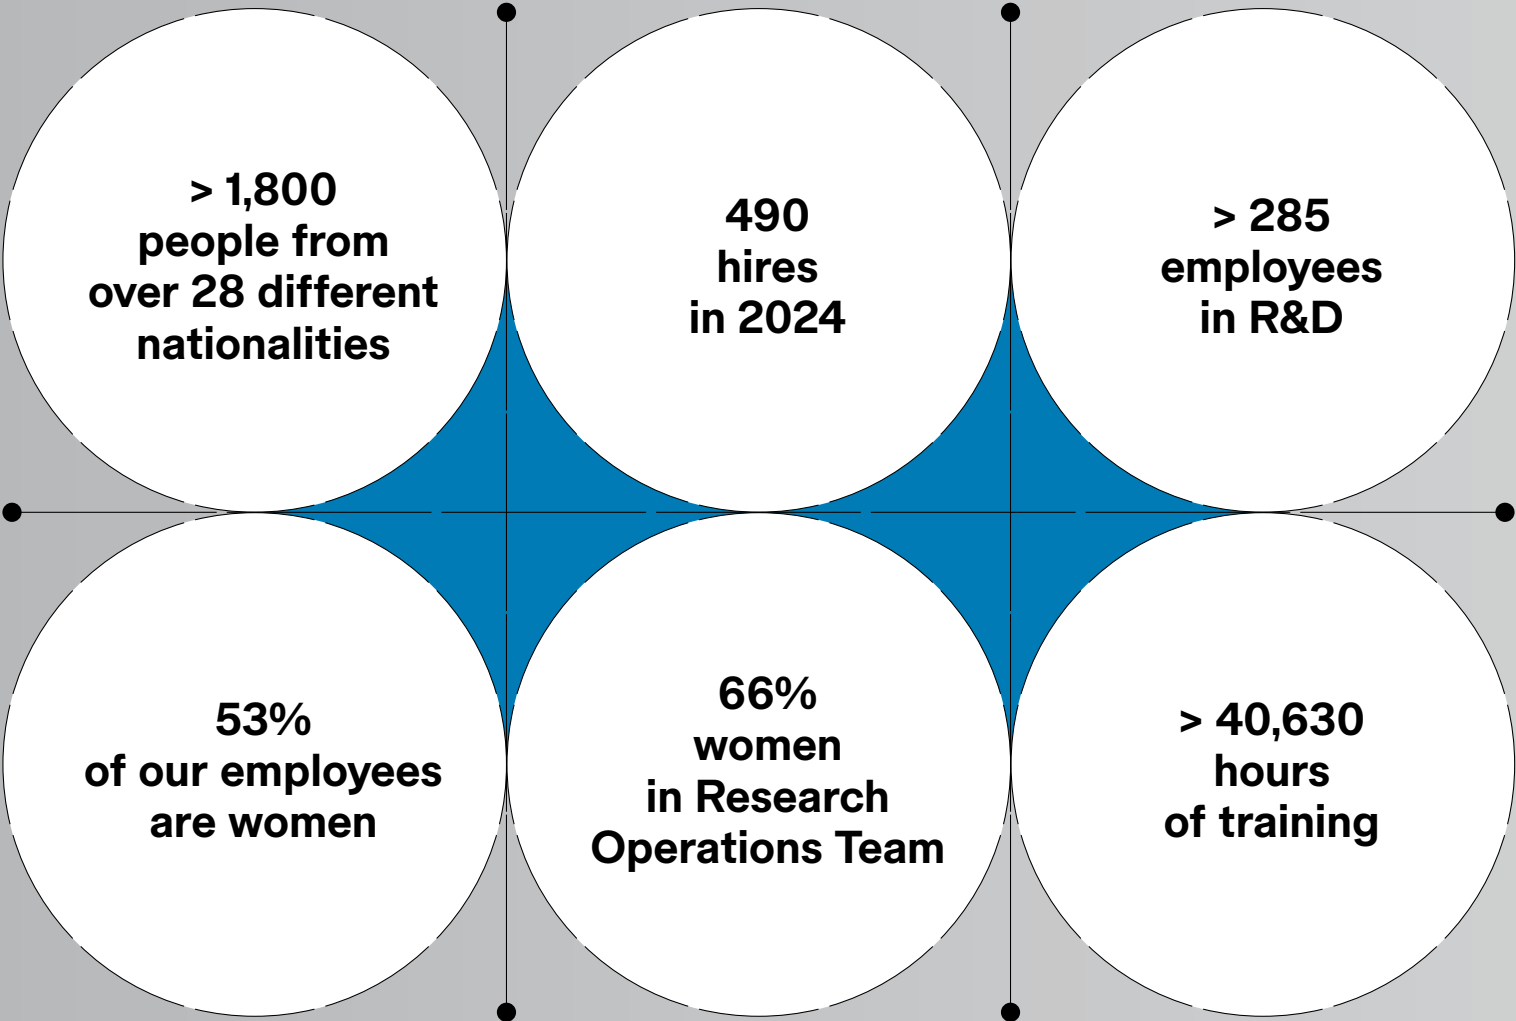 > 1,800
people from
over 28 different
nationalities
490
hires
in 2024
> 285
employees
in R&D
53%
of our employees
are women
66%
women
in Research
Operations Team
> 40,630
hours
of training